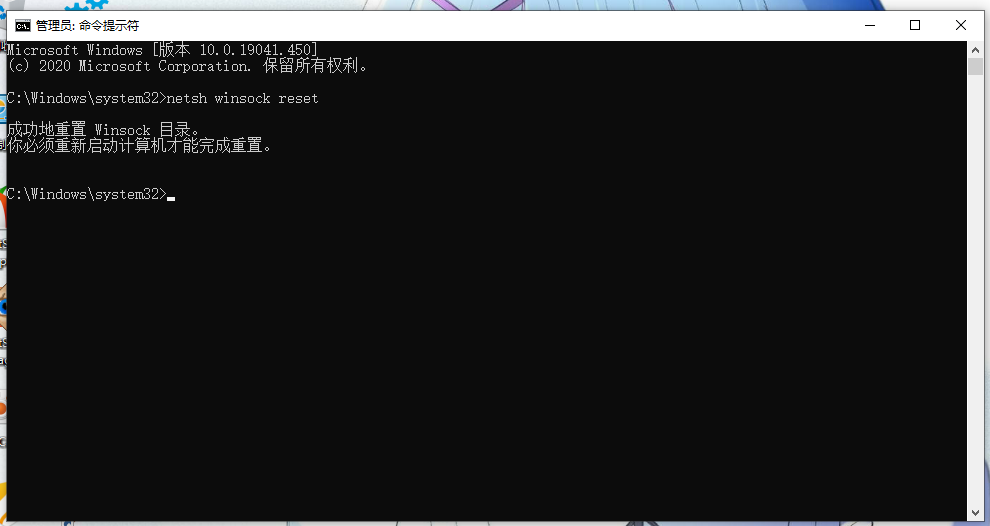 管理员: 命令提示符
Microsoft Windows [版本 10.0.19041.450]
(c) 2020 Microsoft Corporation. 保留所有权利。
C:\Windows\system32>netsh winsock reset
成功地重置 Winsock 目录。
你必须重新启动计算机才能完成重置。
C:\Windows\system32>